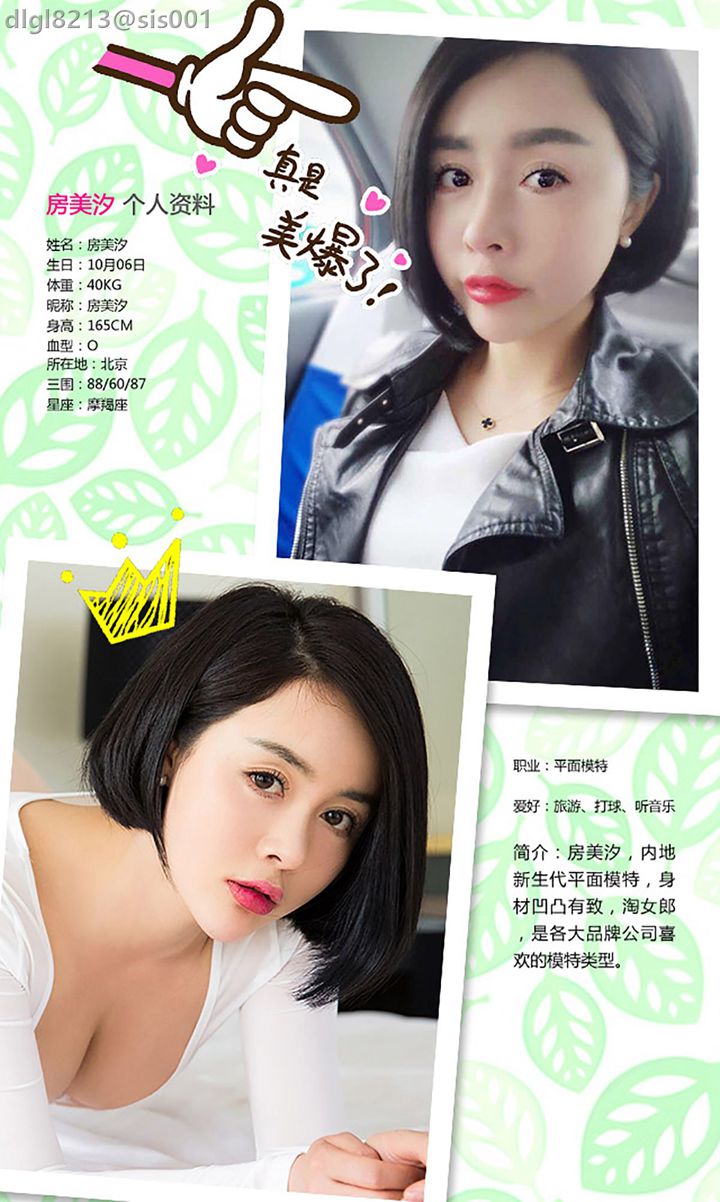 dlgl8213@sis001
真是
美爆了!
房美汐 个人资料
姓名：房美汐
生日：10月06日
体重：40KG
昵称：房美汐
身高：165CM
血型：O
所在地：北京
三围：88/60/87
星座：摩羯座
职业：平面模特
爱好：旅游、打球、听音乐
简介：房美汐，内地
新生代平面模特，身
材凹凸有致，淘女郎
，是各大品牌公司喜
欢的模特类型。